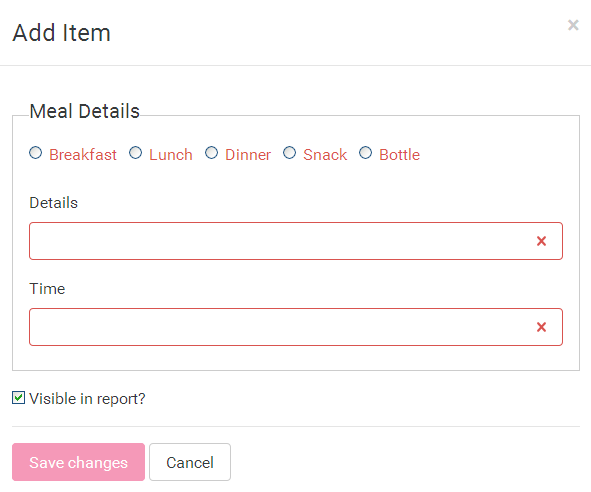 Add Item
Meal Details
Breakfast Lunch Dinner Snack Bottle
Details
Time
Visible in report?
Save changes Cancel